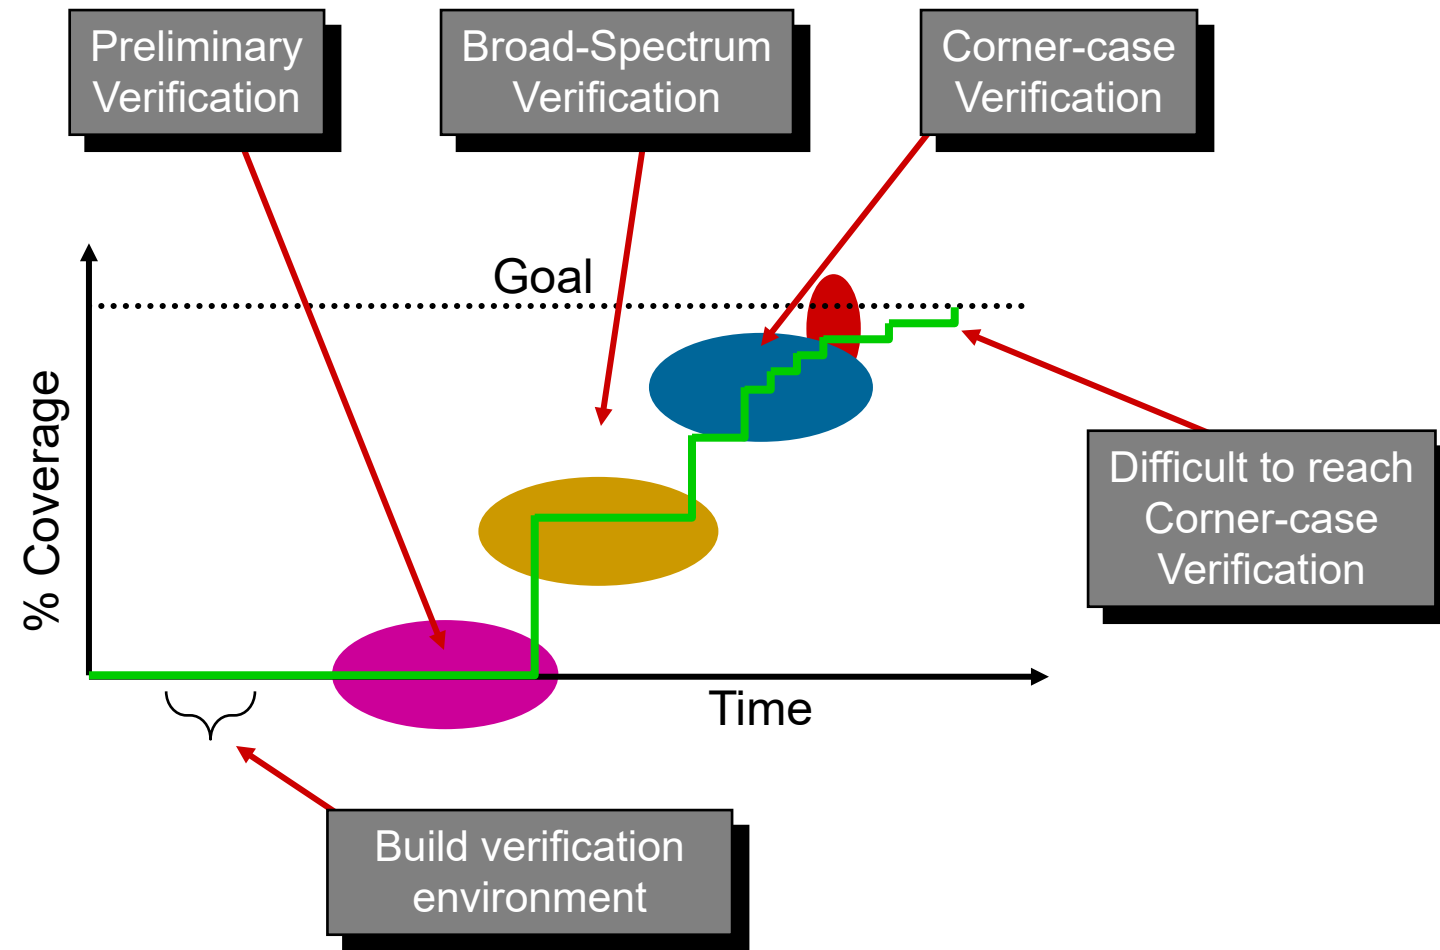 Preliminary
Verification
Broad-Spectrum
Verification
Corner-case
Verification
Goal
% Coverage
Difficult to reach
Corner-case
Verification
Time
Build verification
environment